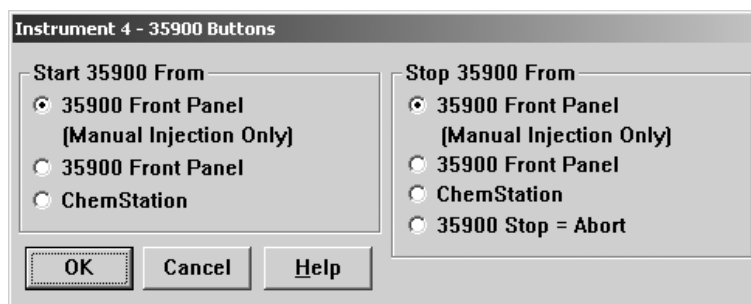 Instrument 4 - 35900 Buttons
Start 35900 From
35900 Front Panel
(Manual Injection Only)
35900 Front Panel
ChemStation
Stop 35900 From
35900 Front Panel
(Manual Injection Only)
35900 Front Panel
ChemStation
35900 Stop = Abort
OK
Cancel
Help